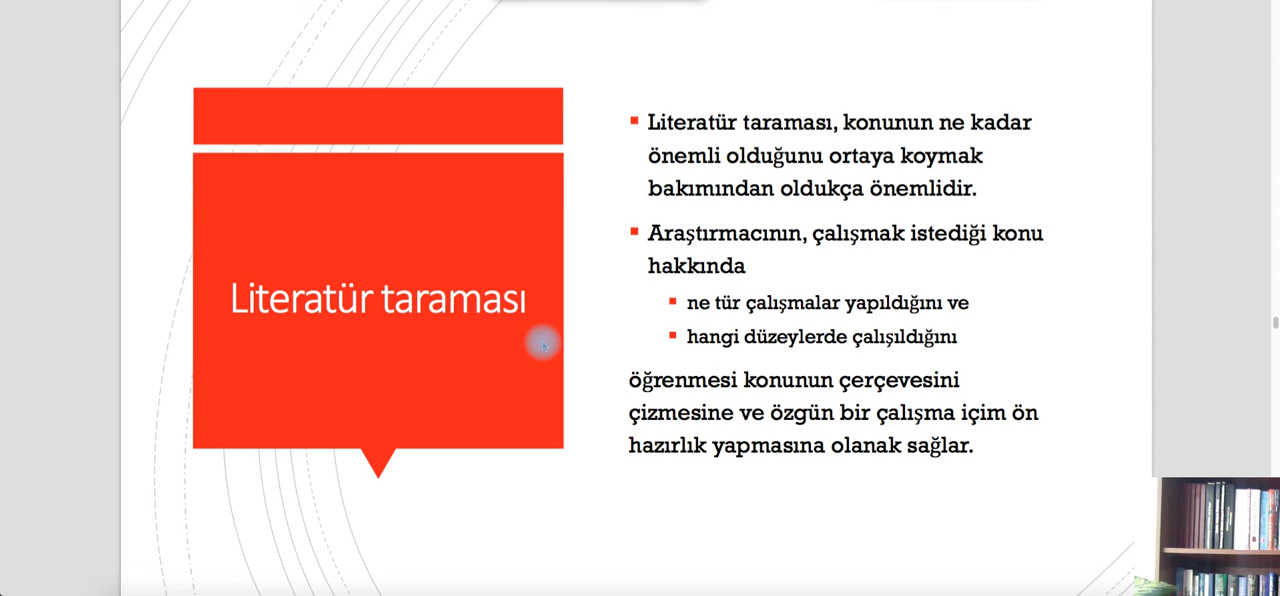 Literatür taraması
Literatür taraması, konunun ne kadar
önemli olduğunu ortaya koymak
bakımından oldukça önemlidir.
Araştırmacının, çalışmak istediği konu
hakkında
ne tür çalışmalar yapıldığını ve
hangi düzeylerde çalışıldığını
öğrenmesi konunun çerçevesini
çizmesine ve özgün bir çalışma içim ön
hazırlık yapmasına olanak sağlar.